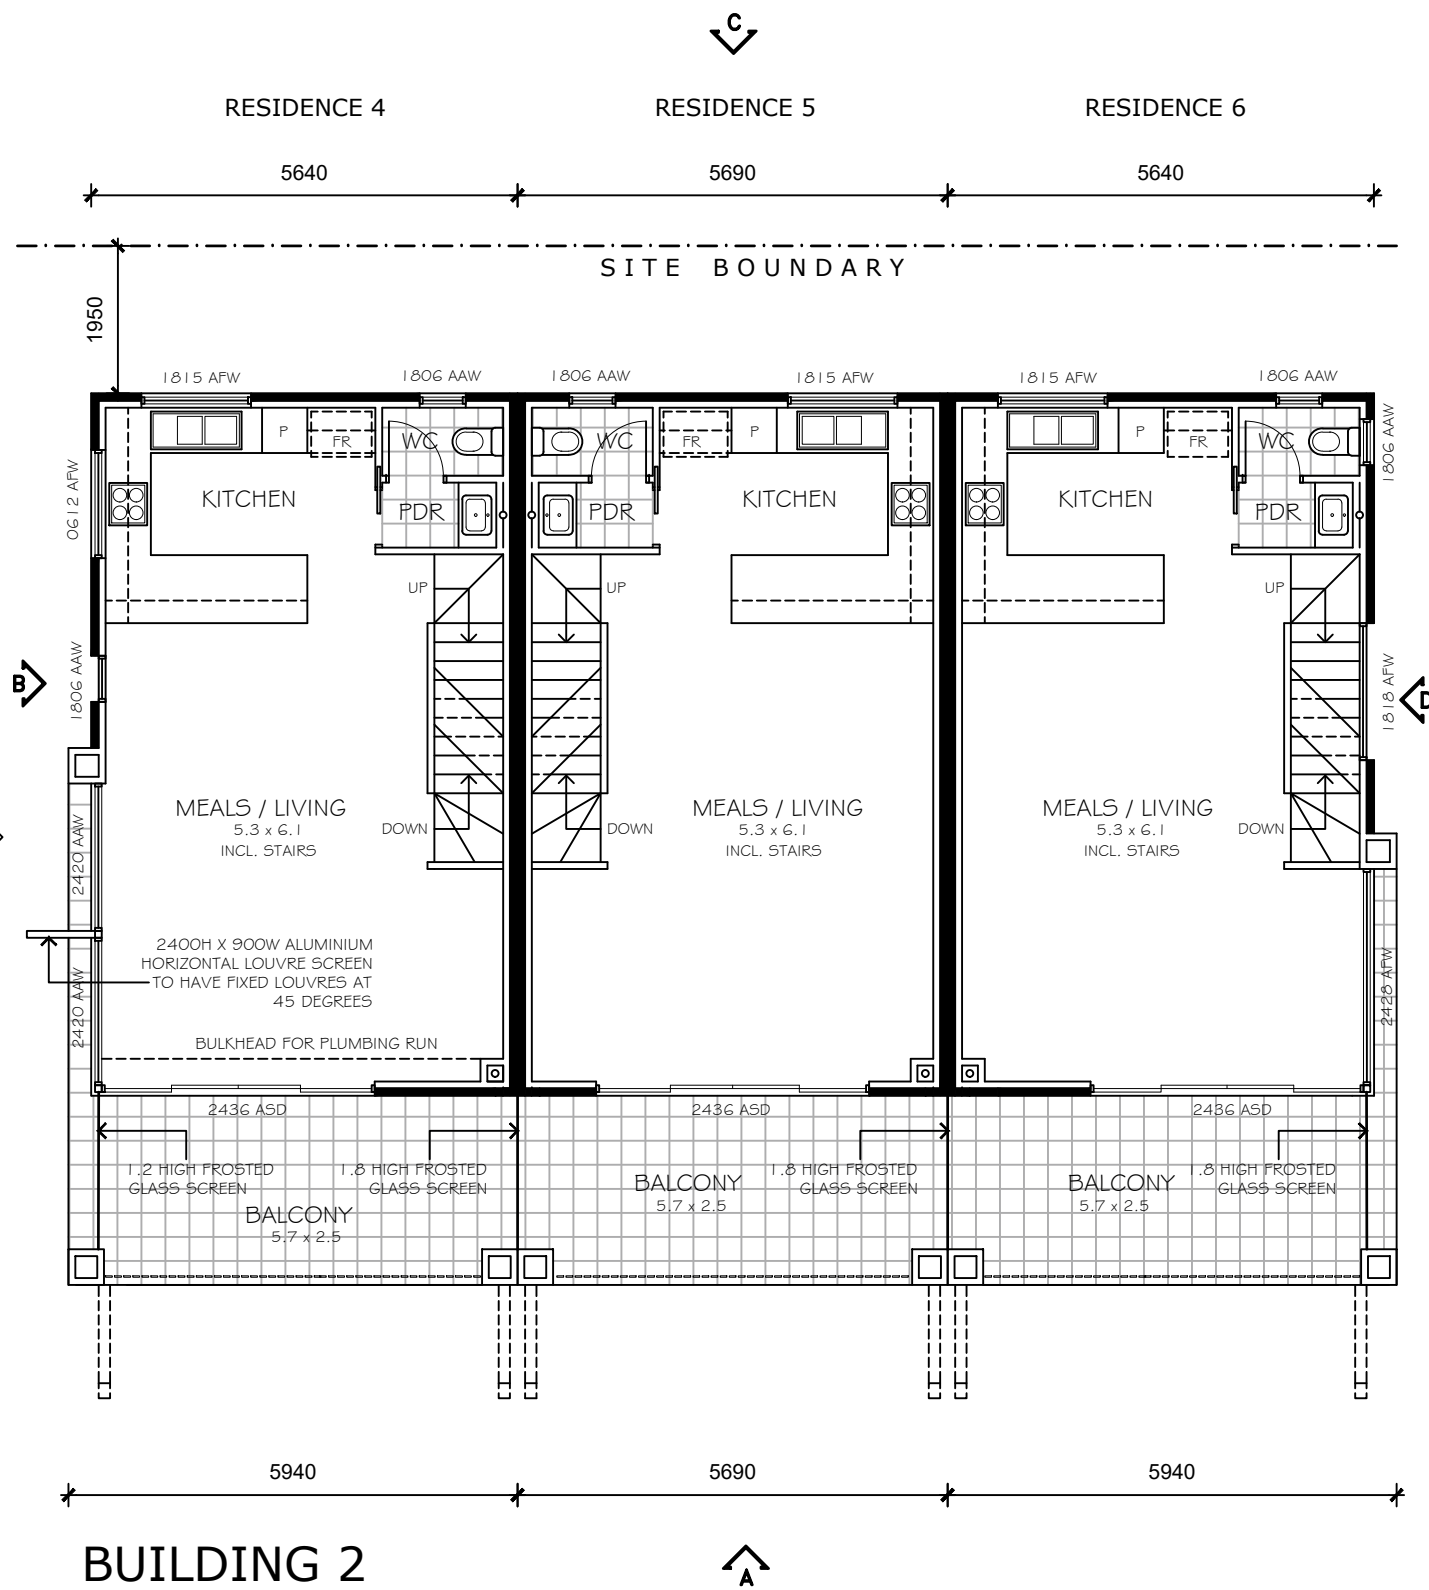 C
RESIDENCE 4
RESIDENCE 5
RESIDENCE 6
5640
5690
5640
SITE BOUNDARY
1950
1815 AFW
1806 AAW
1806 AAW
1815 AFW
1815 AFW
1806 AAW
0612 AFW
1806 AAW
P
FR
WC
WC
FR
P
P
FR
WC
KITCHEN
PDR
PDR
KITCHEN
KITCHEN
PDR
UP
UP
UP
B
1806 AAW
1818 AFW
D
MEALS / LIVING
5.3 x 6.1
INCL. STAIRS
DOWN
DOWN
MEALS / LIVING
5.3 x 6.1
INCL. STAIRS
MEALS / LIVING
5.3 x 6.1
INCL. STAIRS
DOWN
2420 AAW
2400H X 900W ALUMINIUM
HORIZONTAL LOUVRE SCREEN
TO HAVE FIXED LOUVRES AT
45 DEGREES
2420 AAW
2428 AFW
BULKHEAD FOR PLUMBING RUN
2436 ASD
2436 ASD
2436 ASD
1.2 HIGH FROSTED
GLASS SCREEN
1.8 HIGH FROSTED
GLASS SCREEN
BALCONY
5.7 x 2.5
BALCONY
5.7 x 2.5
1.8 HIGH FROSTED
GLASS SCREEN
BALCONY
5.7 x 2.5
1.8 HIGH FROSTED
GLASS SCREEN
5940
5690
5940
BUILDING 2
A